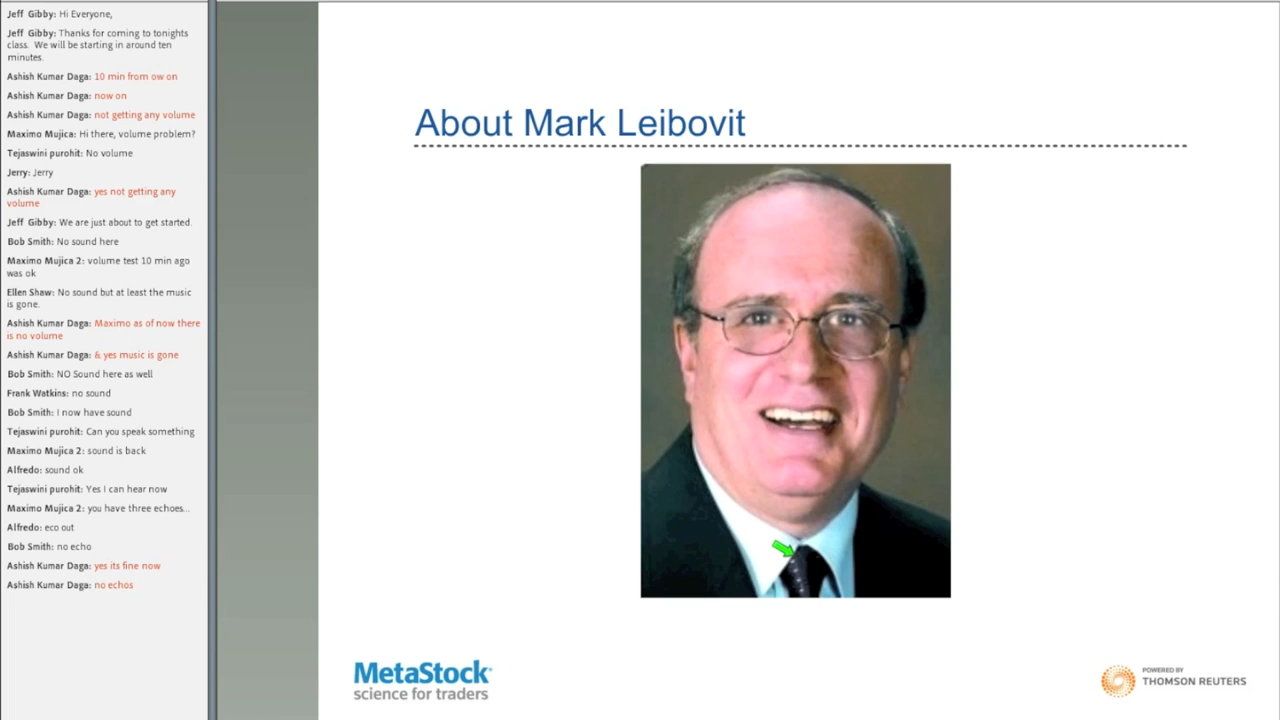 Jeff Gibby: Hi Everyone,
Jeff Gibby: Thanks for coming to tonights
class. We will be starting in around ten
minutes.
Ashish Kumar Daga: 10 min from ow on
Ashish Kumar Daga: now on
Ashish Kumar Daga: not getting any volume
Maximo Mujica: Hi there, volume problem?
Tejaswini purohit: No volume
Jerry: Jerry
Ashish Kumar Daga: yes not getting any
volume
Jeff Gibby: We are just about to get started.
Bob Smith: No sound here
Maximo Mujica 2: volume test 10 min ago
was ok
Ellen Shaw: No sound but at least the music
is gone.
Ashish Kumar Daga: Maximo as of now there
is no volume
Ashish Kumar Daga: & yes music is gone
Bob Smith: NO Sound here as well
Frank Watkins: no sound
Bob Smith: I now have sound
Tejaswini purohit: Can you speak something
Maximo Mujica 2: sound is back
Alfredo: sound ok
Tejaswini purohit: Yes I can hear now
Maximo Mujica 2: you have three echoes...
Alfredo: eco out
Bob Smith: no echo
Ashish Kumar Daga: yes its fine now
Ashish Kumar Daga: no echos
About Mark Leibovit
MetaStock
science for traders
POWERED BY
THOMSON REUTERS